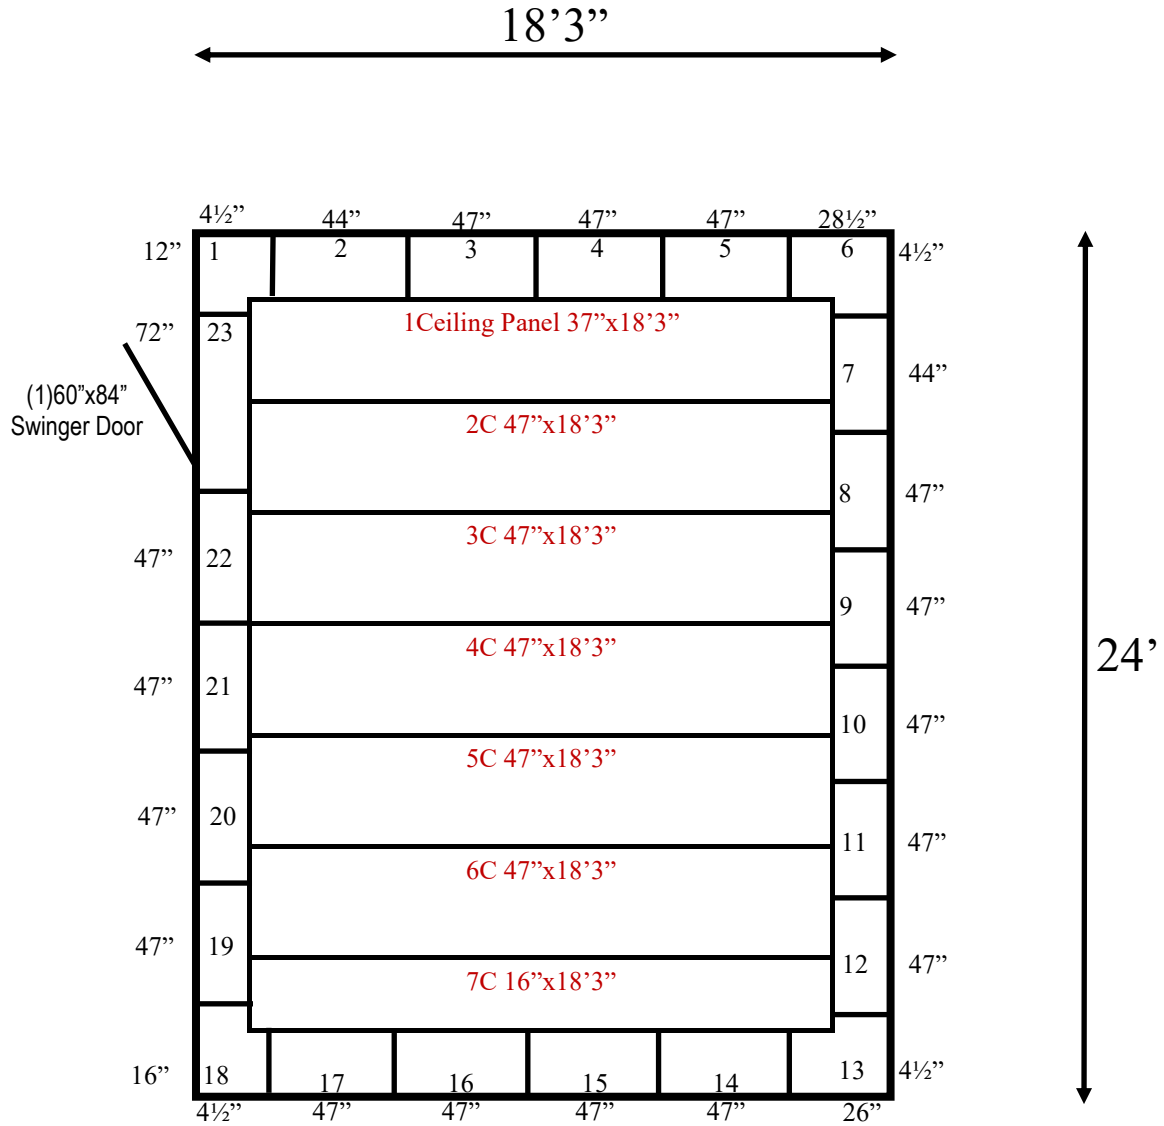 18’3”
4½” 44” 47” 47” 47” 28½”
12” 1 2 3 4 5 6 4½”
1Ceiling Panel 37”x18’3”
72” 23
7 44”
(1)60”x84”
Swinger Door
2C 47”x18’3”
8 47”
3C 47”x18’3”
47” 22
9 47”
24’
4C 47”x18’3”
47” 21
10 47”
5C 47”x18’3”
47” 20
11 47”
6C 47”x18’3”
47” 19
12 47”
7C 16”x18’3”
16” 18 17 16 15 14 13 4½”
4½” 47” 47” 47” 47” 26”